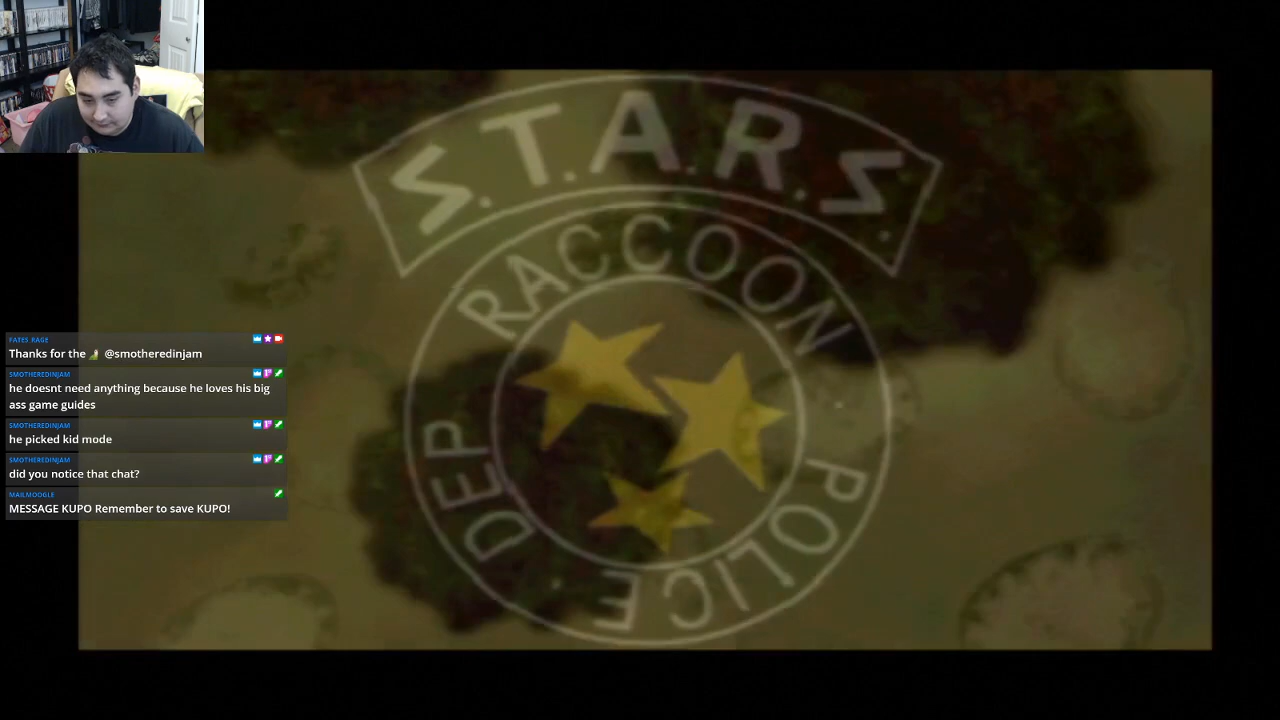 S.T.A.R.S.
RACCOON
POLICE DEP
FATES_RAGE
Thanks for the @smotheredinjam
SMOTHEREDINJAM
he doesnt need anything because he loves his big
ass game guides
SMOTHEREDINJAM
he picked kid mode
SMOTHEREDINJAM
did you notice that chat?
MAILMOOGLE
MESSAGE KUPO Remember to save KUPO!